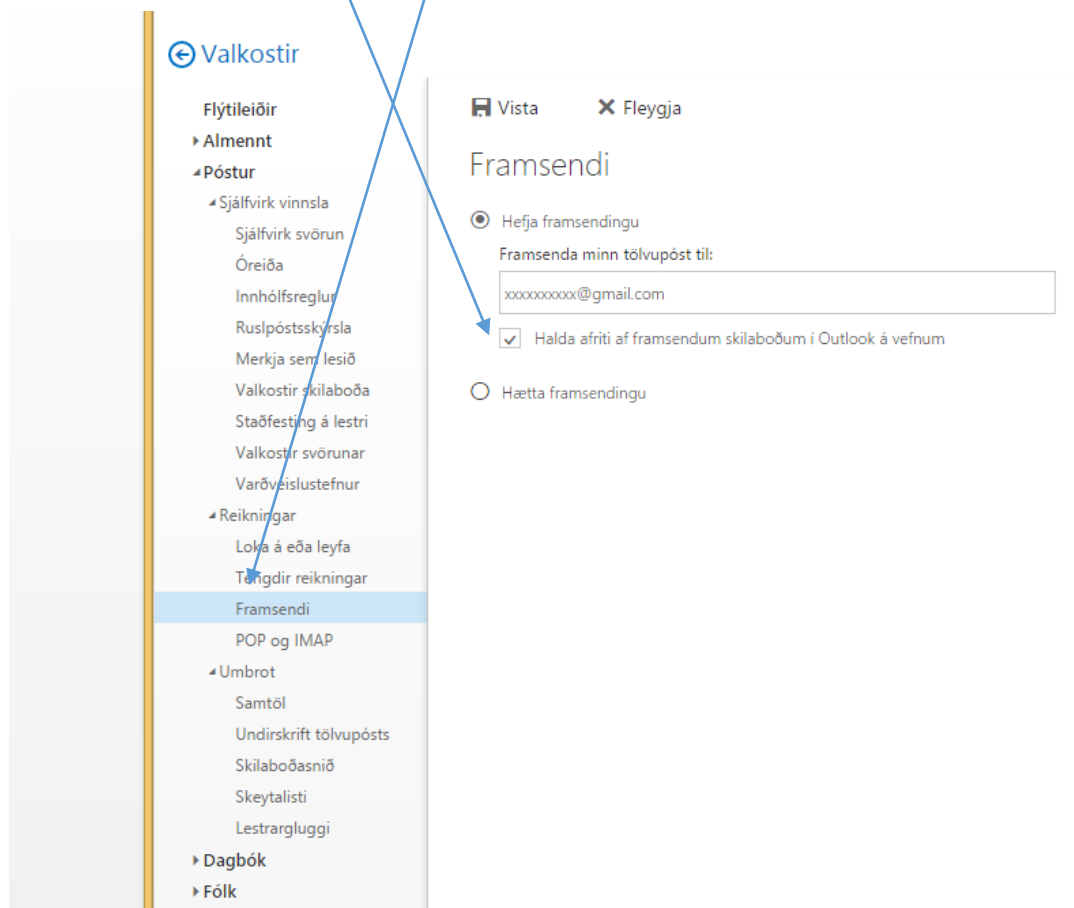 Valkostir
Flýtileiðir
Almennt
Póstur
Sjálfvirk vinnsla
Sjálfvirk svörun
Óreiða
Innhólfsreglur
Ruslpóstsskýrsla
Merkja sem lesið
Valkostir skilaboða
Staðfesting á lestri
Valkostir svörunar
Varðveislustefnur
Reikningar
Loka á eða leyfa
Tengdir reikningar
Framsendi
POP og IMAP
Umbrot
Samtöl
Undirskrift tölvupósts
Skilaboðasnið
Skeytalisti
Lestrargluggi
Dagbók
Fólk
Vista Fleygja
Framsendi
Hefja framsendingu
Framsenda minn tölvupóst til:
xxxxxxxxxx@gmail.com
Halda afriti af framsendum skilaboðum í Outlook á vefnum
Hætta framsendingu